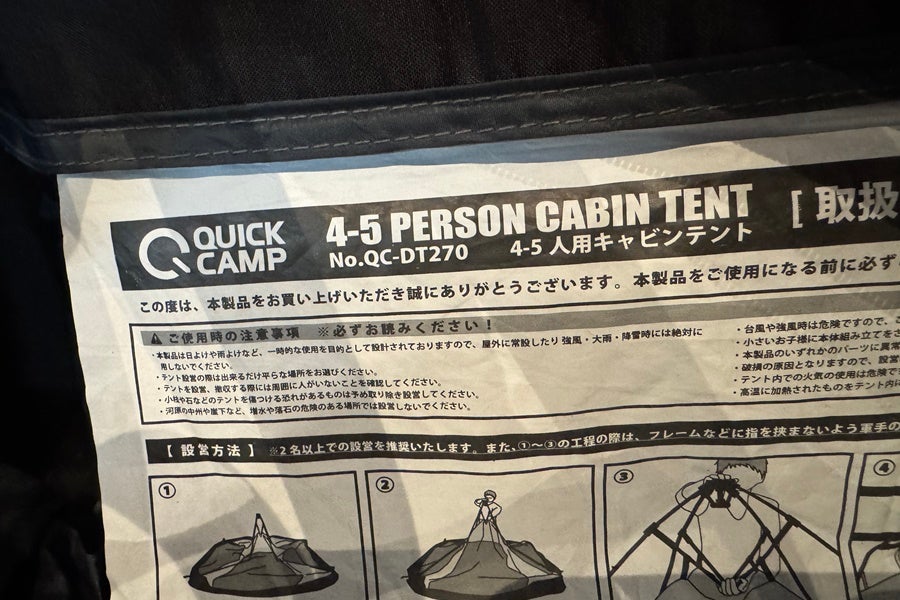 QUICK CAMP
4-5 PERSON CABIN TENT
No.QC-DT270 4-5 人用キャビンテント
[ 取扱
この度は、本製品をお買い上げいただき誠にありがとうございます。本製品をご使用になる前に必ず
⚠ ご使用時の注意事項 ※必ずお読みください！
・本製品は日よけや雨よけなど、一時的な使用を目的として設計されておりますので、屋外に常設したり強風・大雨・降雪時には絶対に
用しないでください。
・テント設営の際は出来るだけ平らな場所をお選びください。
・テントを設営、撤収する際には周囲に人がいないことを確認してください。
・小枝や石などのテントを傷つける恐れがあるものは予め取り除き設営してください。
・河原の中州や崖下など、増水や落石の危険のある場所では設営しないでください。
・台風や強風時は危険ですので、
・小さいお子様に本体組み立てをさ
・本製品のいずれかのパーツに異常
・破損の原因となりますので、設営
・テント内での火気の使用は危険で
・高温に加熱されたものをテント内に
【 設営方法 】 ※2名以上での設営を推奨いたします。また、①～③の工程の際は、フレームなどに指を挟まないよう軍手の
①
②
③
④